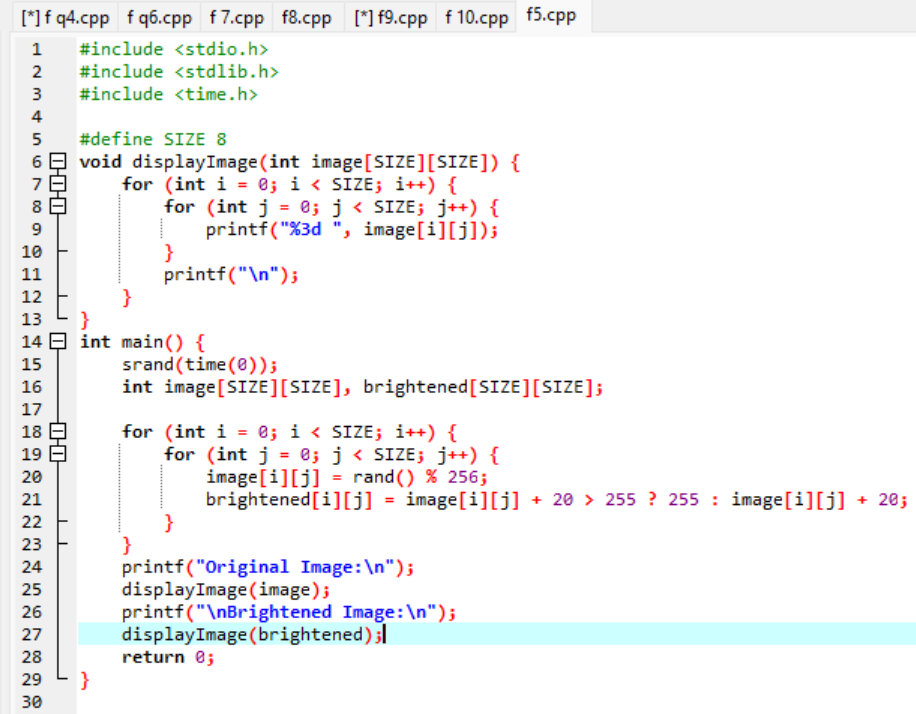 [*] f q4.cpp f q6.cpp f 7.cpp f8.cpp [*] f9.cpp f 10.cpp f5.cpp
1 #include <stdio.h>
2 #include <stdlib.h>
3 #include <time.h>
4
5 #define SIZE 8
6 void displayImage(int image[SIZE][SIZE]) {
7     for (int i = 0; i < SIZE; i++) {
8         for (int j = 0; j < SIZE; j++) {
9             printf("%3d ", image[i][j]);
10         }
11         printf("\n");
12     }
13 }
14 int main() {
15     srand(time(0));
16     int image[SIZE][SIZE], brightened[SIZE][SIZE];
17
18     for (int i = 0; i < SIZE; i++) {
19         for (int j = 0; j < SIZE; j++) {
20             image[i][j] = rand() % 256;
21             brightened[i][j] = image[i][j] + 20 > 255 ? 255 : image[i][j] + 20;
22         }
23     }
24     printf("Original Image:\n");
25     displayImage(image);
26     printf("\nBrightened Image:\n");
27     displayImage(brightened);
28     return 0;
29 }
30